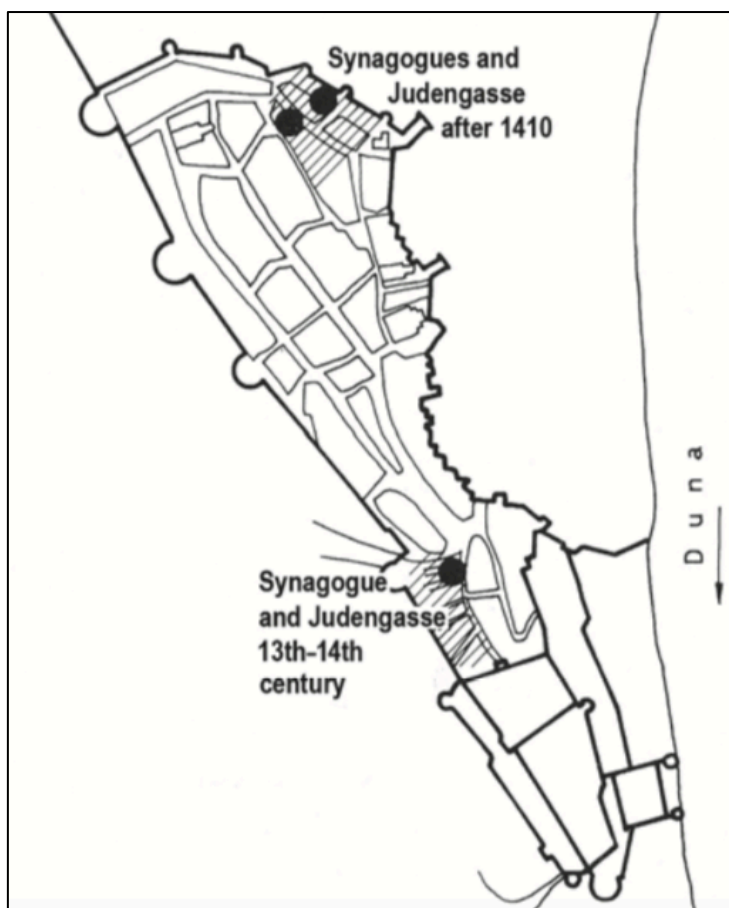 Synagogues and
Judengasse
after 1410
Duna
Synagogue
and Judengasse
13th–14th
century